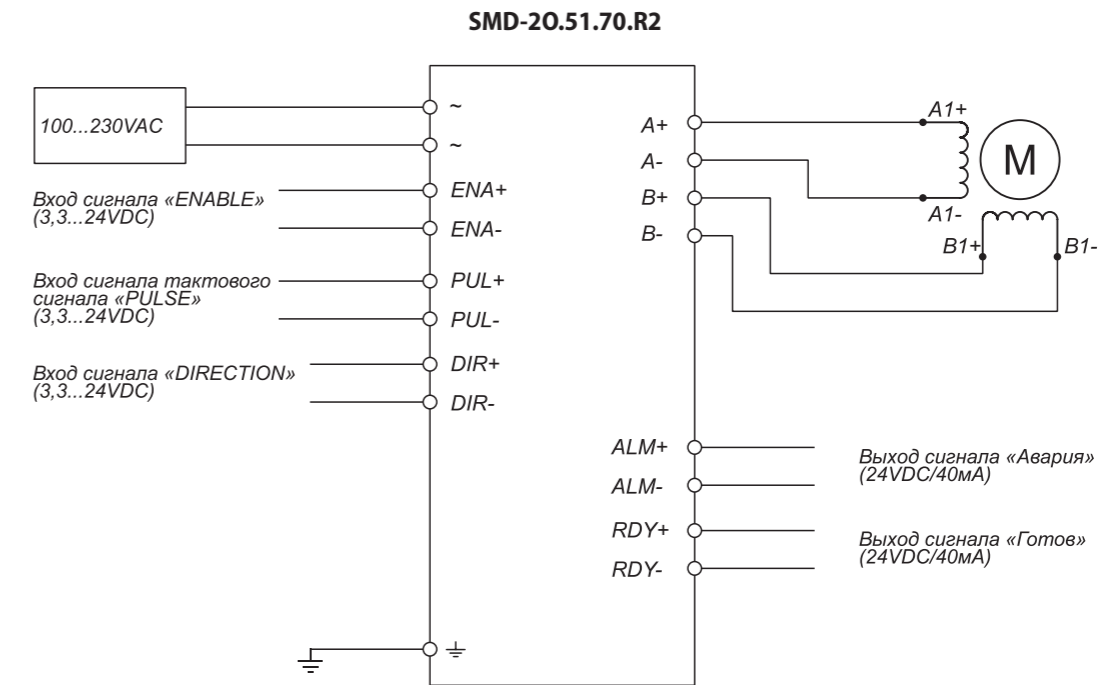 SMD-2O.51.70.R2
100...230VAC
~
~
Вход сигнала «ENABLE»
(3,3...24VDC)
ENA+
ENA-
Вход сигнала тактового
сигнала «PULSE»
(3,3...24VDC)
PUL+
PUL-
Вход сигнала «DIRECTION»
(3,3...24VDC)
DIR+
DIR-
A+
A-
B+
B-
A1+
A1-
M
B1+
B1-
ALM+
ALM-
Выход сигнала «Авария»
(24VDC/40мА)
RDY+
RDY-
Выход сигнала «Готов»
(24VDC/40мА)